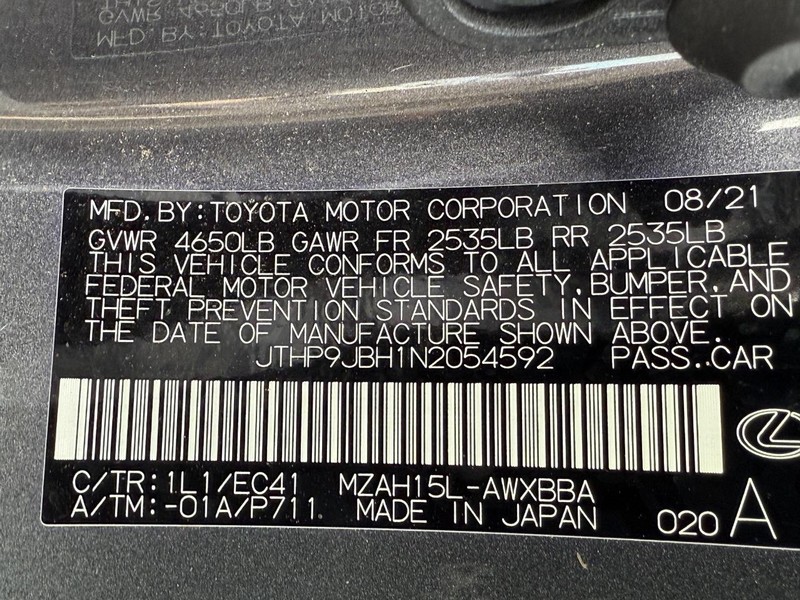 MFD. BY: TOYOTA MOTOR CORPORATION 08/21
GVWR 4650LB GAWR FR 2535LB RR 2535LB
THIS VEHICLE CONFORMS TO ALL APPLICABLE
FEDERAL MOTOR VEHICLE SAFETY, BUMPER, AND
THEFT PREVENTION STANDARDS IN EFFECT ON
THE DATE OF MANUFACTURE SHOWN ABOVE.
JTHP9JBH1N2054592 PASS. CAR
C/TR: 1L1/EC41 MZAH15L-AWXBBA
A/TM: -01A/P711 MADE IN JAPAN 020 A